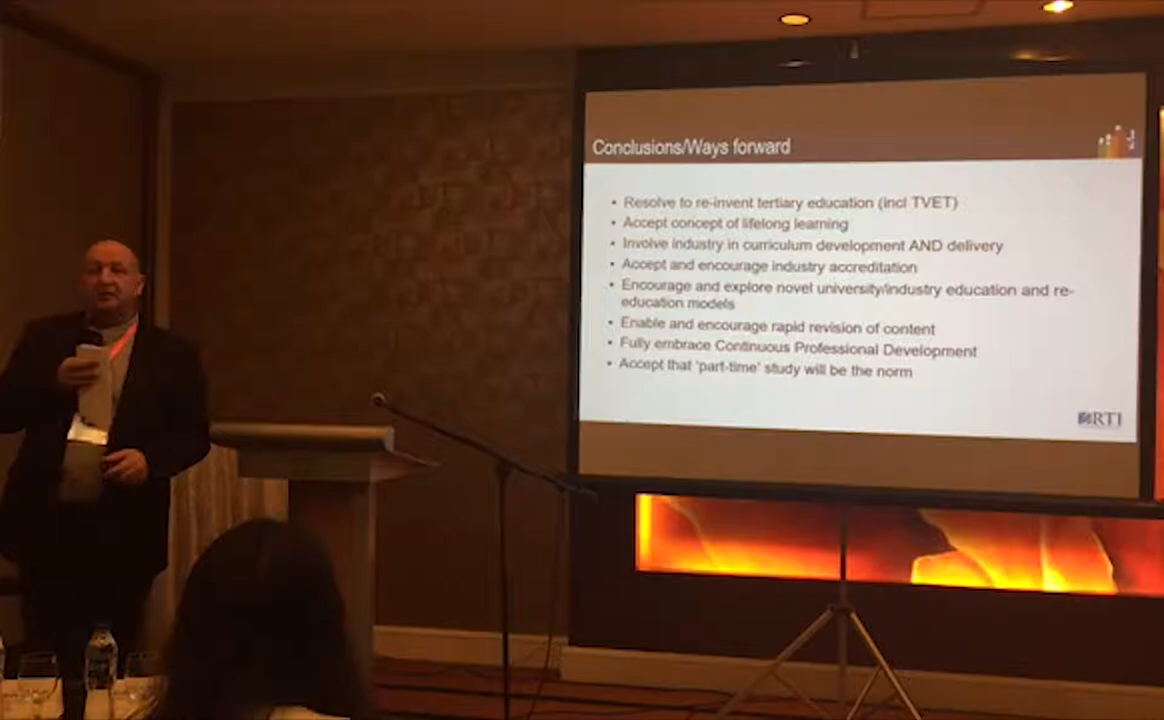 Conclusions/Ways forward
• Resolve to re-invent tertiary education (incl TVET)
• Accept concept of lifelong learning
• Involve industry in curriculum development AND delivery
• Accept and encourage industry accreditation
• Encourage and explore novel university/industry education and re-
education models
• Enable and encourage rapid revision of content
• Fully embrace Continuous Professional Development
• Accept that 'part-time' study will be the norm
RTI